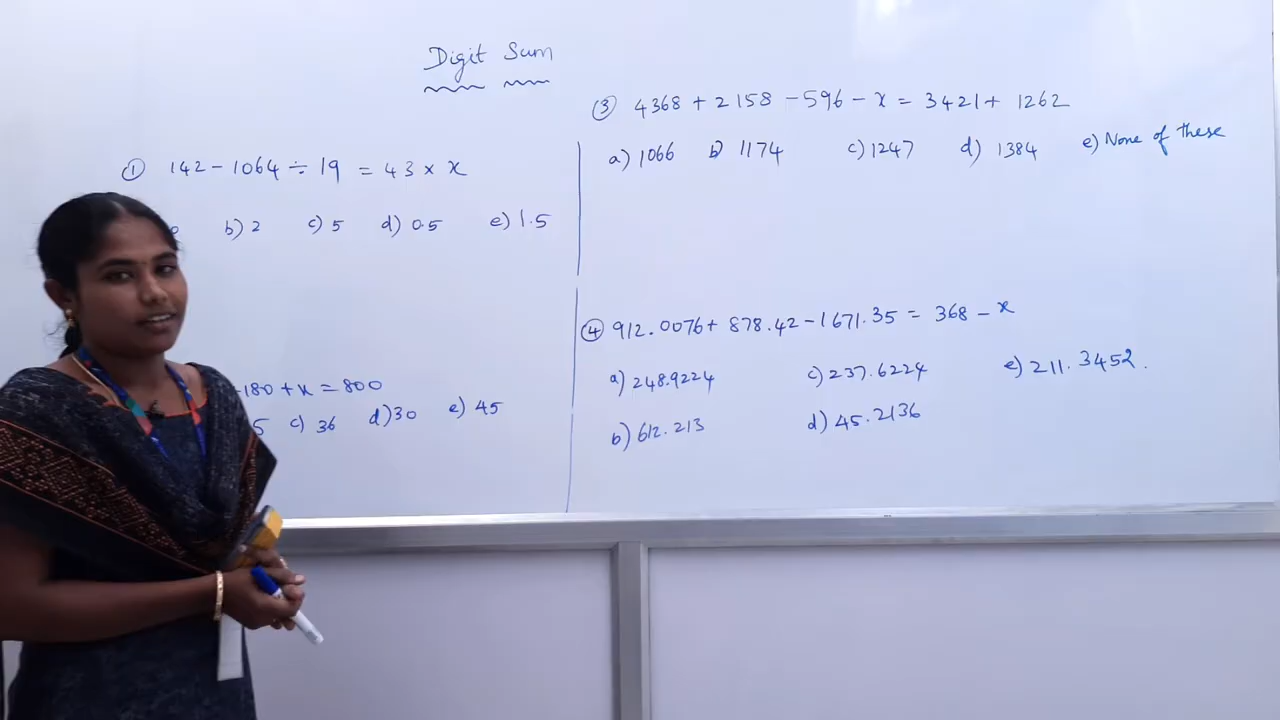 Digit Sum
① 142 - 1064 ÷ 19 = 43 × x
b) 2 c) 5 d) 0.5 e) 1.5
180 + x = 800
5 c) 36 d) 30 e) 45
③ 4368 + 2158 - 596 - x = 3421 + 1262
a) 1066 b) 1174 c) 1247 d) 1384 e) None of these
④ 912.0076 + 878.42 - 1671.35 = 368 - x
a) 248.9224 c) 237.6224 e) 211.3452.
b) 612.213 d) 45.2136